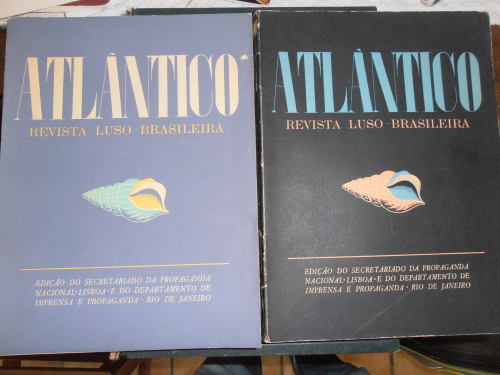 ATLÂNTICO
REVISTA LUSO-BRASILEIRA
EDIÇÃO DO SECRETARIADO DA PROPAGANDA
NACIONAL·LISBOA·E DO DEPARTAMENTO DE
IMPRENSA E PROPAGANDA·RIO DE JANEIRO
ATLÂNTICO
REVISTA LUSO-BRASILEIRA
EDIÇÃO DO SECRETARIADO DA PROPAGANDA
NACIONAL·LISBOA·E DO DEPARTAMENTO DE
IMPRENSA E PROPAGANDA·RIO DE JANEIRO